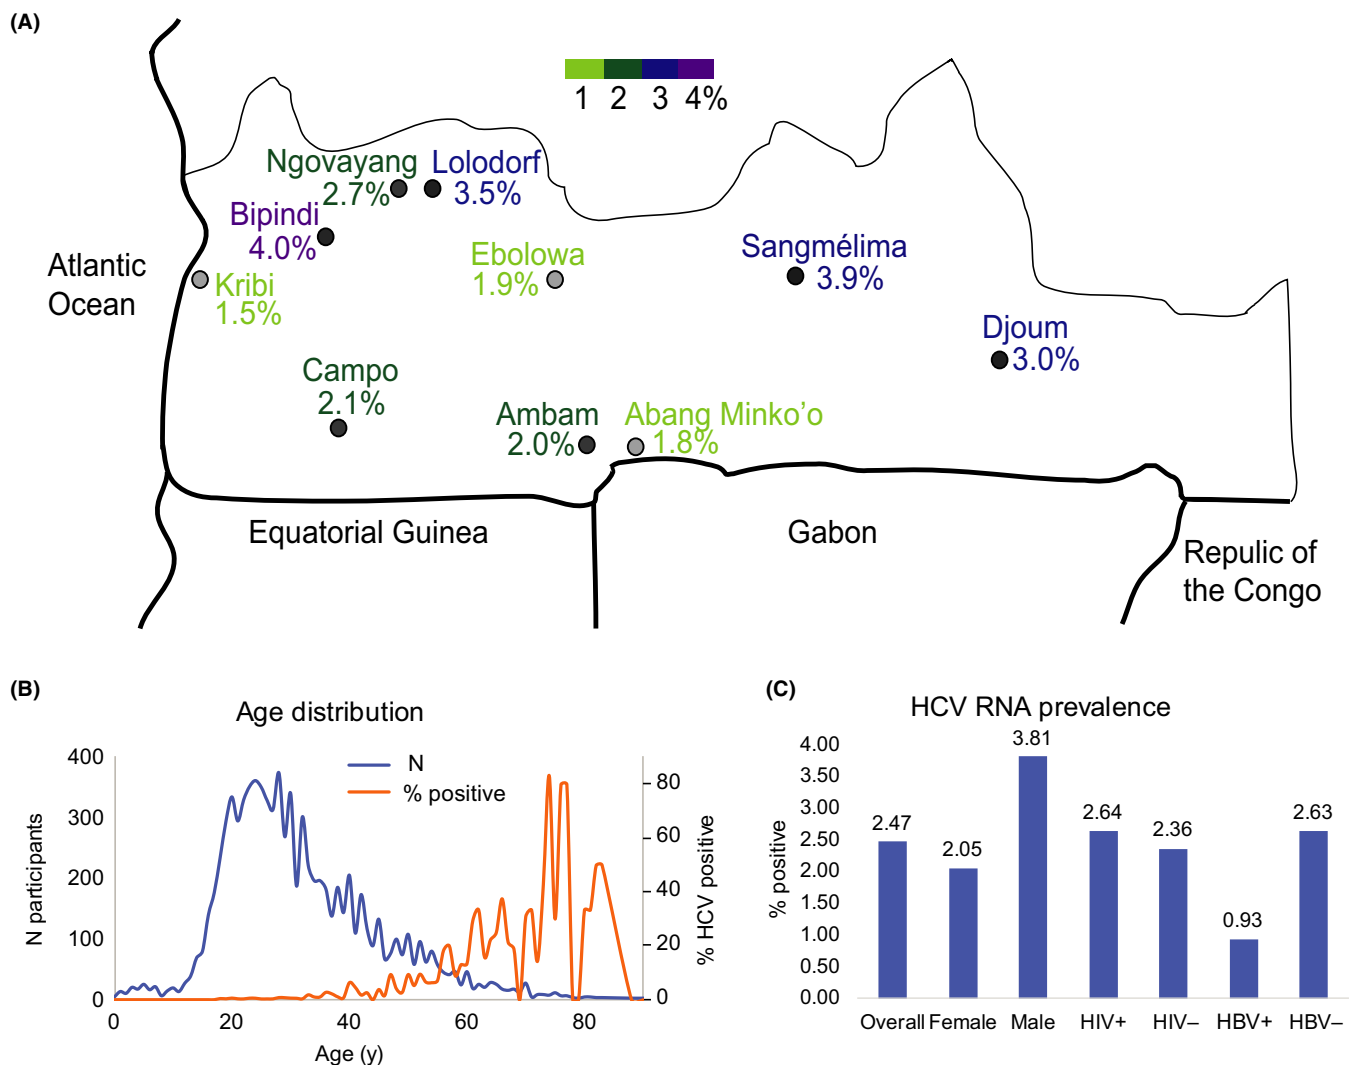 (A)
1 2 3 4%
Ngovayang
2.7%
Lolodorf
3.5%
Bipindi
4.0%
Ebolowa
1.9%
Sangmélima
3.9%
Atlantic
Ocean
Kribi
1.5%
Djoum
3.0%
Campo
2.1%
Ambam
2.0%
Abang Minko’o
1.8%
Equatorial Guinea
Gabon
Repulic of
the Congo
(B)
Age distribution
N
% positive
400
300
200
100
0
N participants
80
60
40
20
0
% HCV positive
0 20 40 60 80
Age (y)
(C)
HCV RNA prevalence
% positive
4.00
3.50
3.00
2.50
2.00
1.50
1.00
0.50
0.00
2.47
2.05
3.81
2.64
2.36
0.93
2.63
Overall Female Male HIV+ HIV– HBV+ HBV–